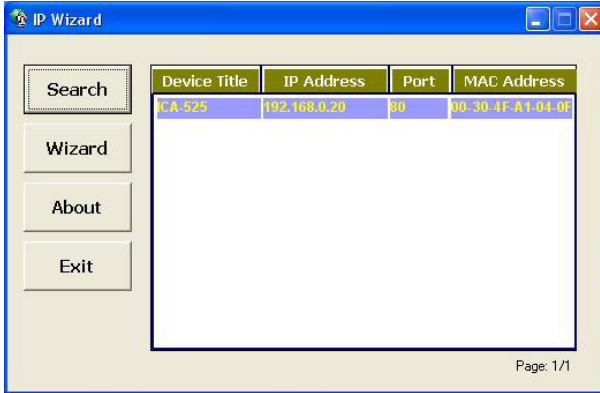 IP Wizard
Search
Wizard
About
Exit
Device Title IP Address Port MAC Address
ICA-525 192.168.0.20 80 00-30-4F-A1-04-0F
Page: 1/1